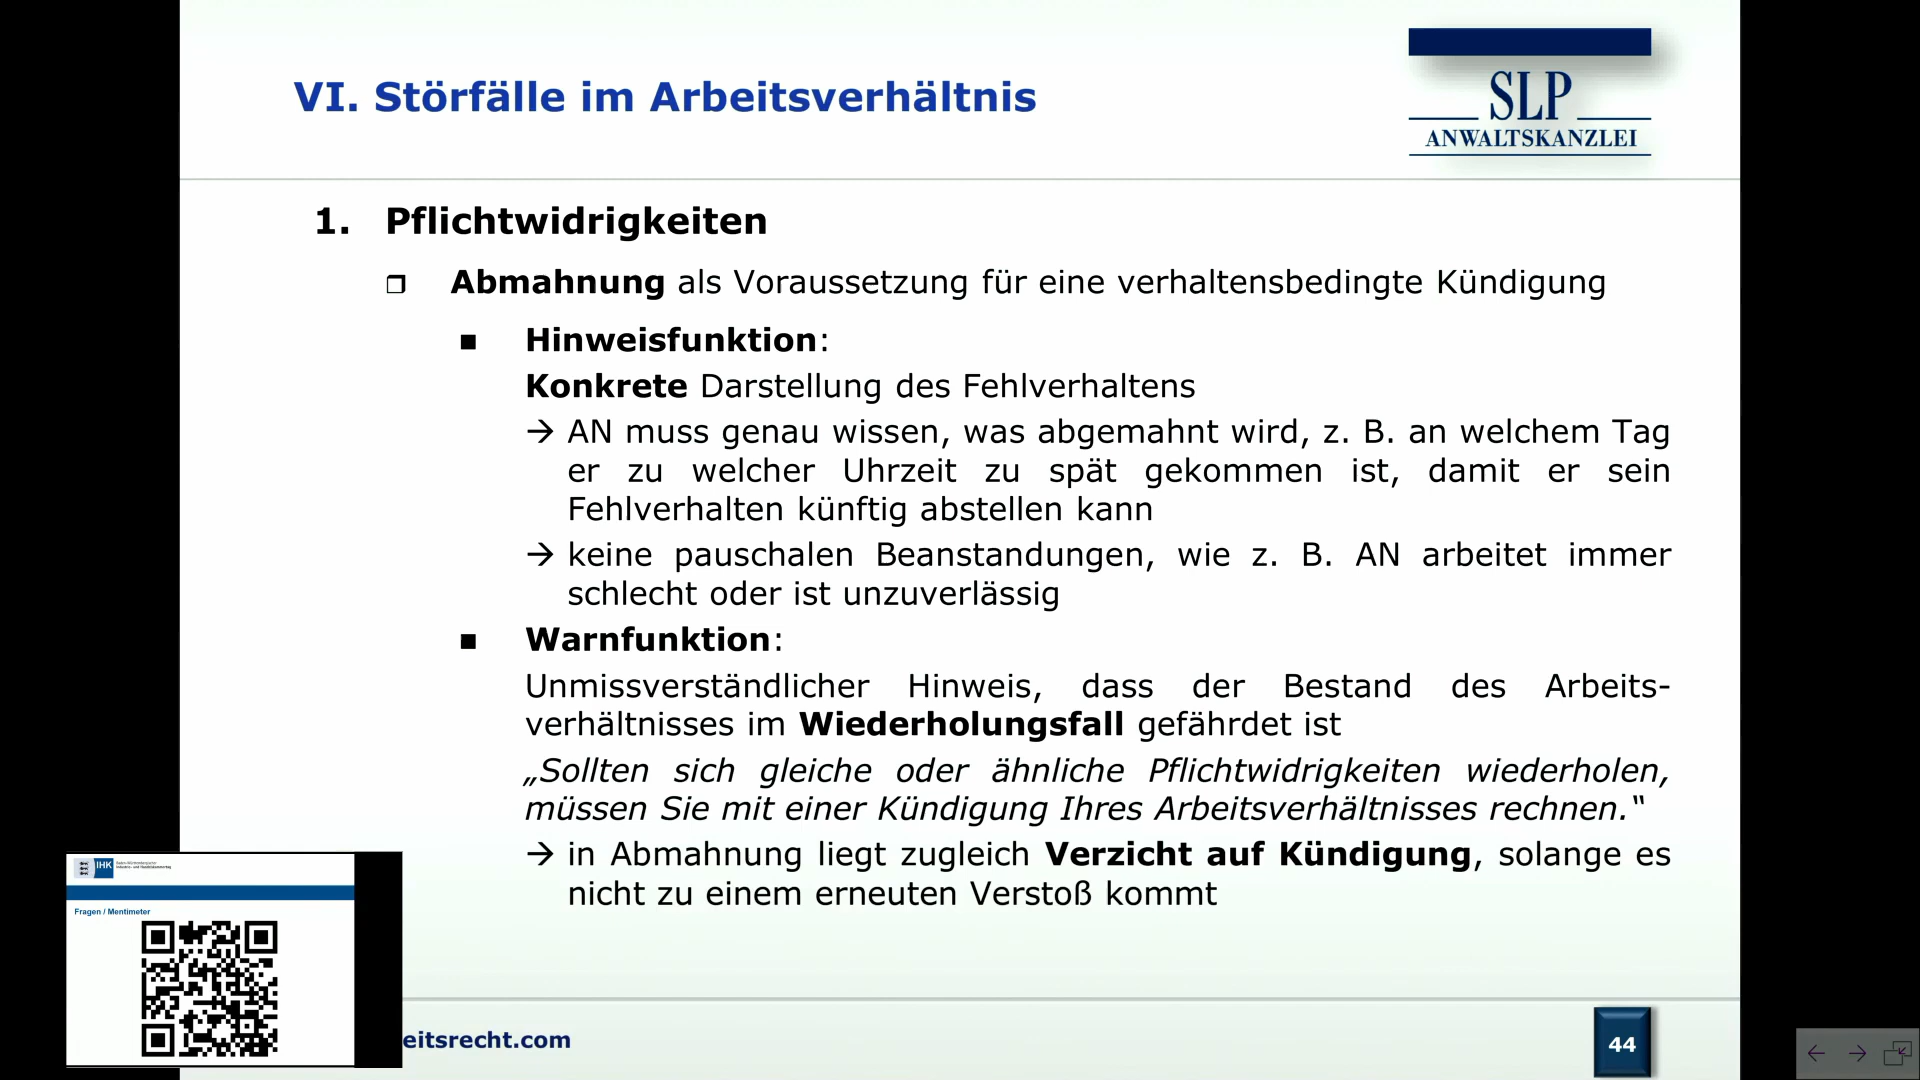 VI. Störfälle im Arbeitsverhältnis
SLP
ANWALTSKANZLEI
1. Pflichtwidrigkeiten
Abmahnung als Voraussetzung für eine verhaltensbedingte Kündigung
Hinweisfunktion:
Konkrete Darstellung des Fehlverhaltens
→ AN muss genau wissen, was abgemahnt wird, z. B. an welchem Tag
er zu welcher Uhrzeit zu spät gekommen ist, damit er sein
Fehlverhalten künftig abstellen kann
→ keine pauschalen Beanstandungen, wie z. B. AN arbeitet immer
schlecht oder ist unzuverlässig
Warnfunktion:
Unmissverständlicher Hinweis, dass der Bestand des Arbeits-
verhältnisses im Wiederholungsfall gefährdet ist
„Sollten sich gleiche oder ähnliche Pflichtwidrigkeiten wiederholen,
müssen Sie mit einer Kündigung Ihres Arbeitsverhältnisses rechnen.“
→ in Abmahnung liegt zugleich Verzicht auf Kündigung, solange es
nicht zu einem erneuten Verstoß kommt
IHK
Fragen / Mentimeter
eitsrecht.com
44